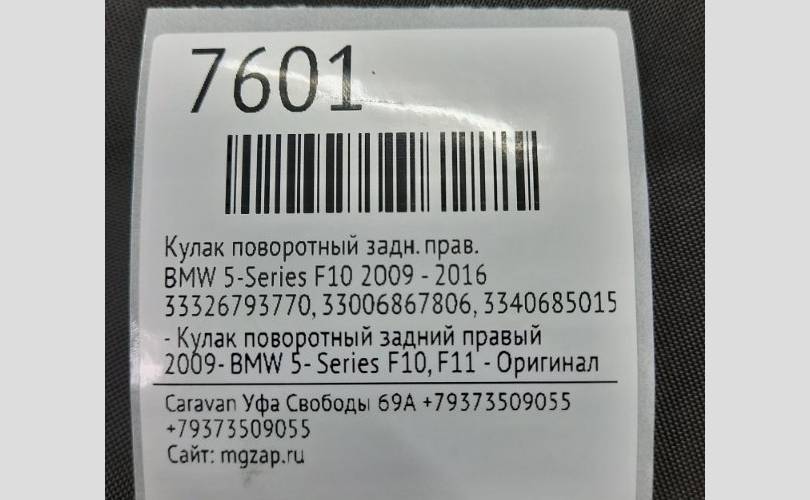 7601
Кулак поворотный задн. прав.
BMW 5-Series F10 2009 - 2016
33326793770, 33006867806, 3340685015
- Кулак поворотный задний правый
2009- BMW 5- Series F10, F11 - Оригинал
Caravan Уфа Свободы 69А +79373509055
+79373509055
Сайт: mgzap.ru